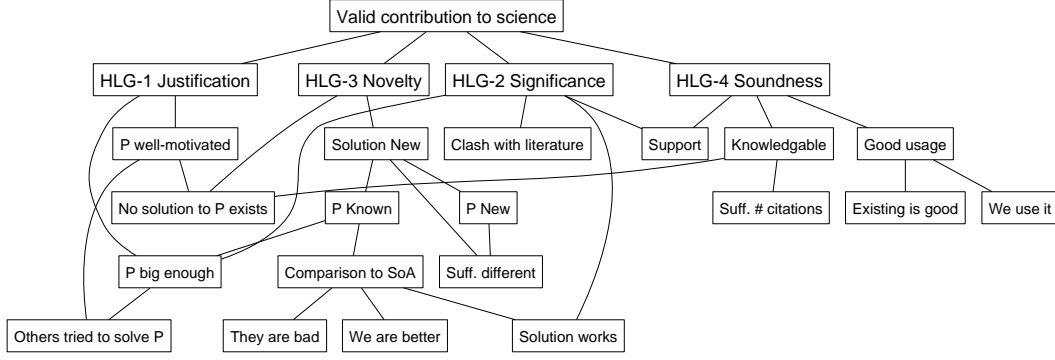 Valid contribution to science
HLG-1 Justification
HLG-3 Novelty
HLG-2 Significance
HLG-4 Soundness
P well-motivated
Solution New
Clash with literature
Support
Knowledgable
Good usage
No solution to P exists
P Known
P New
Suff. # citations
Existing is good
We use it
P big enough
Comparison to SoA
Suff. different
Others tried to solve P
They are bad
We are better
Solution works